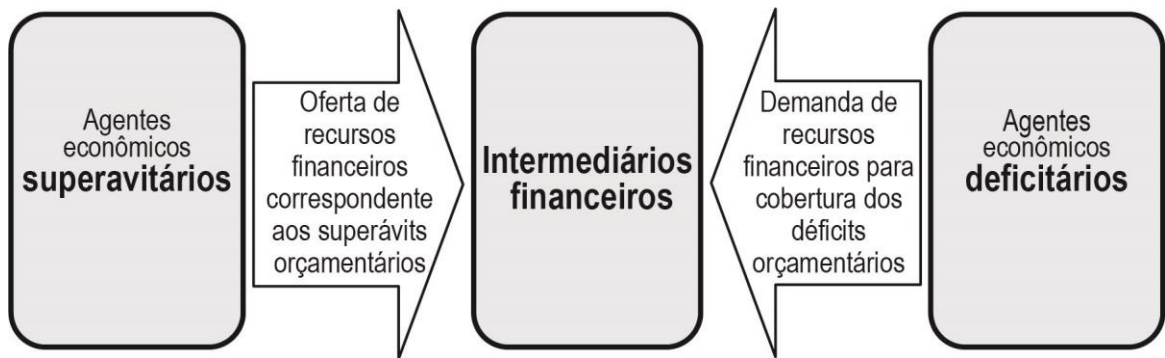 Agentes
econômicos
superavitários
Oferta de
recursos
financeiros
correspondente
aos superávits
orçamentários
Intermediários
financeiros
Demanda de
recursos
financeiros para
cobertura dos
déficits
orçamentários
Agentes
econômicos
deficitários